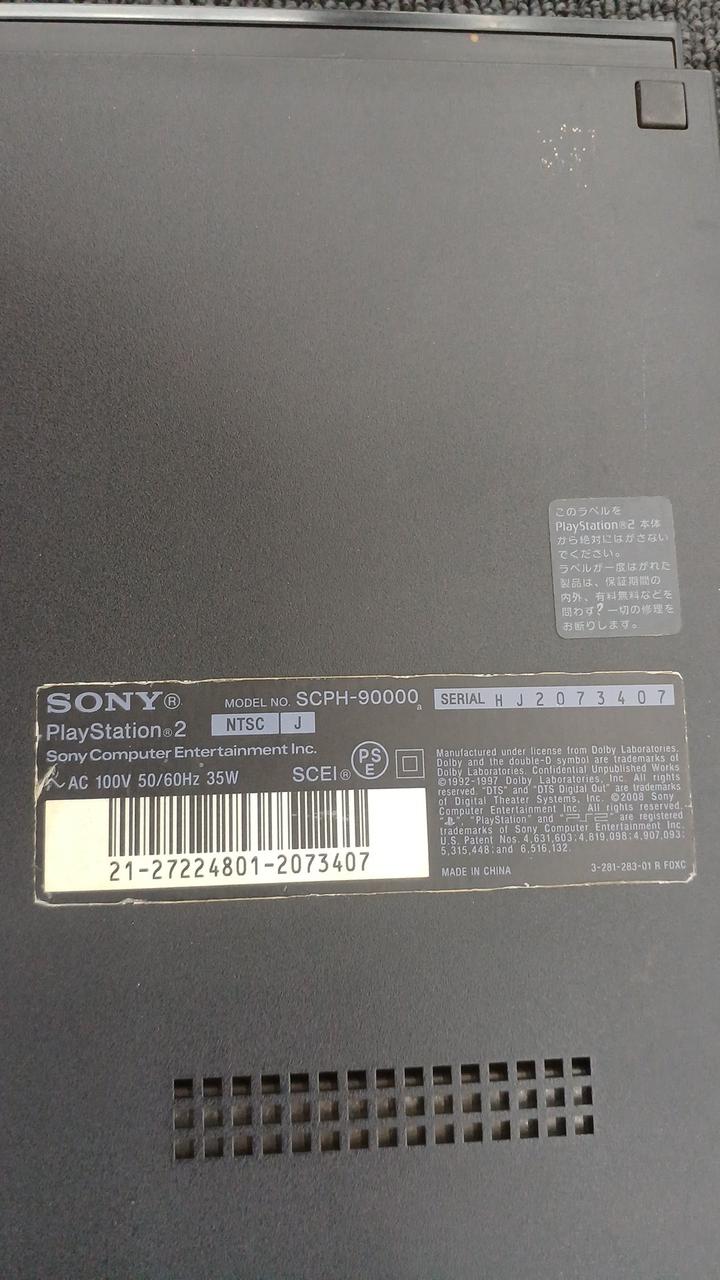 このラベルを
PlayStation®2 本体
から絶対にはがさない
でください。
ラベルが一度はがれた
製品は、保証期間の
内外、有料無料などを
問わず?一切の修理を
お断りします。
SONY® MODEL NO. SCPH-90000 a SERIAL H J 2 0 7 3 4 0 7
PlayStation®2 NTSC J
Sony Computer Entertainment Inc.
AC 100V 50/60Hz 35W SCEI® PS E
21-27224801-2073407
Manufactured under license from Dolby Laboratories.
Dolby and the double-D symbol are trademarks of
Dolby Laboratories. Confidential Unpublished Works
©1992-1997 Dolby Laboratories, Inc. All rights
reserved. "DTS" and "DTS Digital Out" are trademarks
of Digital Theater Systems, Inc. ©2008 Sony
Computer Entertainment Inc. All rights reserved.
" ", "PlayStation" and "PS2" are registered
trademarks of Sony Computer Entertainment Inc.
U.S. Patent Nos. 4,631,603; 4,819,098; 4,907,093;
5,315,448; and 6,516,132.
MADE IN CHINA 3-281-283-01 R FOXC